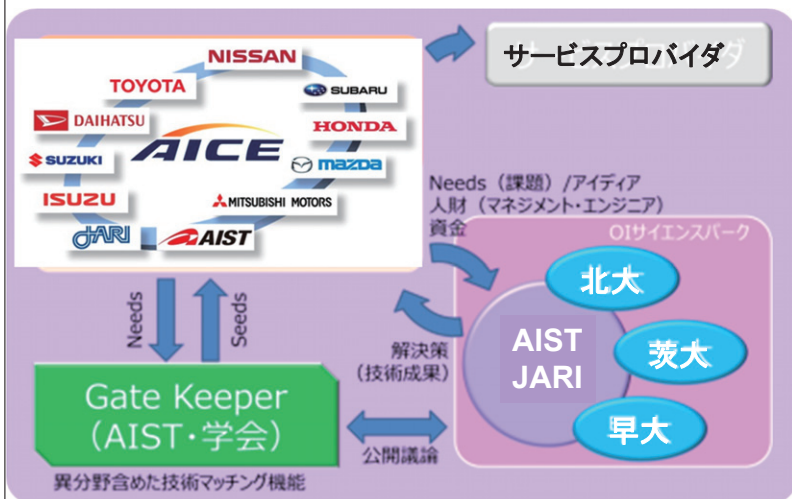 NISSAN
サービスプロバイダ
TOYOTA
SUBARU
DAIHATSU
HONDA
AICE
SUZUKI
mazda
ISUZU
MITSUBISHI MOTORS
JARI
AIST
Needs（課題）/アイディア
人財（マネジメント・エンジニア）
資金
OIサイエンスパーク
北大
Needs
Seeds
解決策
（技術成果）
AIST
JARI
茨大
早大
Gate Keeper
（AIST・学会）
公開議論
異分野含めた技術マッチング機能